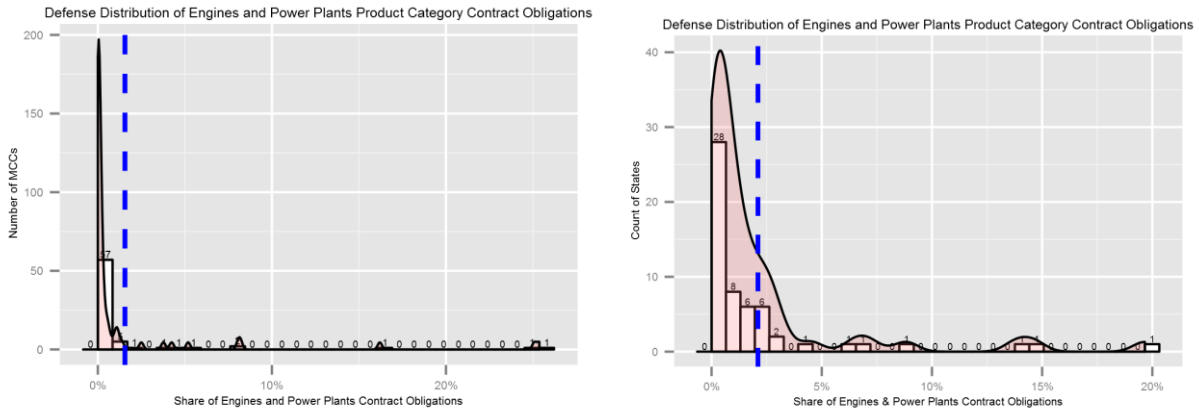 Defense Distribution of Engines and Power Plants Product Category Contract Obligations
200
150
100
50
0
Number of MCCs
57
0 0 0 0 0 0 0 0 0 1 0 0 0 0 0 0 0 0 0 1
0% 10% 20%
Share of Engines and Power Plants Contract Obligations
Defense Distribution of Engines and Power Plants Product Category Contract Obligations
40
30
20
10
0
Count of States
28
8
6 6
2
0 0 1 0 0 1 1 0 0 1 0 0 0 0 0 0 0 1 1 0 0 0 0 0 0 0 1
0% 5% 10% 15% 20%
Share of Engines & Power Plants Contract Obligations